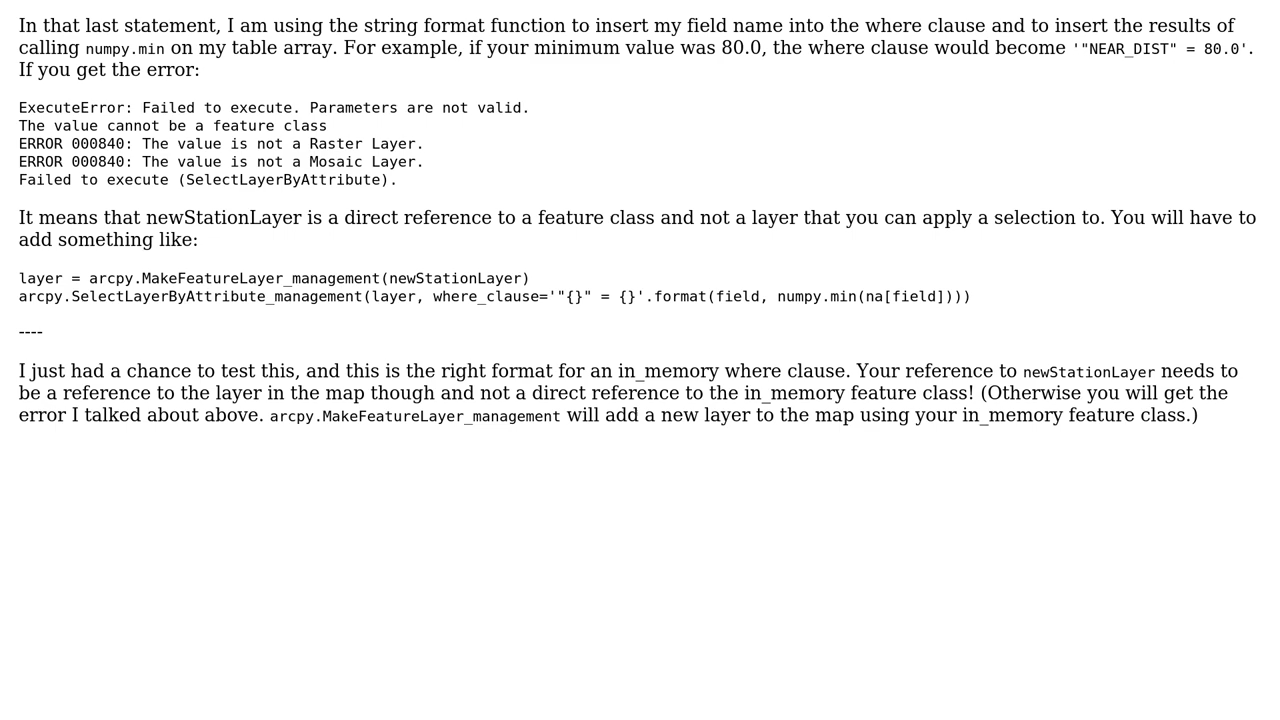 In that last statement, I am using the string format function to insert my field name into the where clause and to insert the results of
calling numpy.min on my table array. For example, if your minimum value was 80.0, the where clause would become '"NEAR_DIST" = 80.0'.
If you get the error:
ExecuteError: Failed to execute. Parameters are not valid.
The value cannot be a feature class
ERROR 000840: The value is not a Raster Layer.
ERROR 000840: The value is not a Mosaic Layer.
Failed to execute (SelectLayerByAttribute).
It means that newStationLayer is a direct reference to a feature class and not a layer that you can apply a selection to. You will have to
add something like:
layer = arcpy.MakeFeatureLayer_management(newStationLayer)
arcpy.SelectLayerByAttribute_management(layer, where_clause='"{}" = {}'.format(field, numpy.min(na[field])))
----
I just had a chance to test this, and this is the right format for an in_memory where clause. Your reference to newStationLayer needs to
be a reference to the layer in the map though and not a direct reference to the in_memory feature class! (Otherwise you will get the
error I talked about above. arcpy.MakeFeatureLayer_management will add a new layer to the map using your in_memory feature class.)